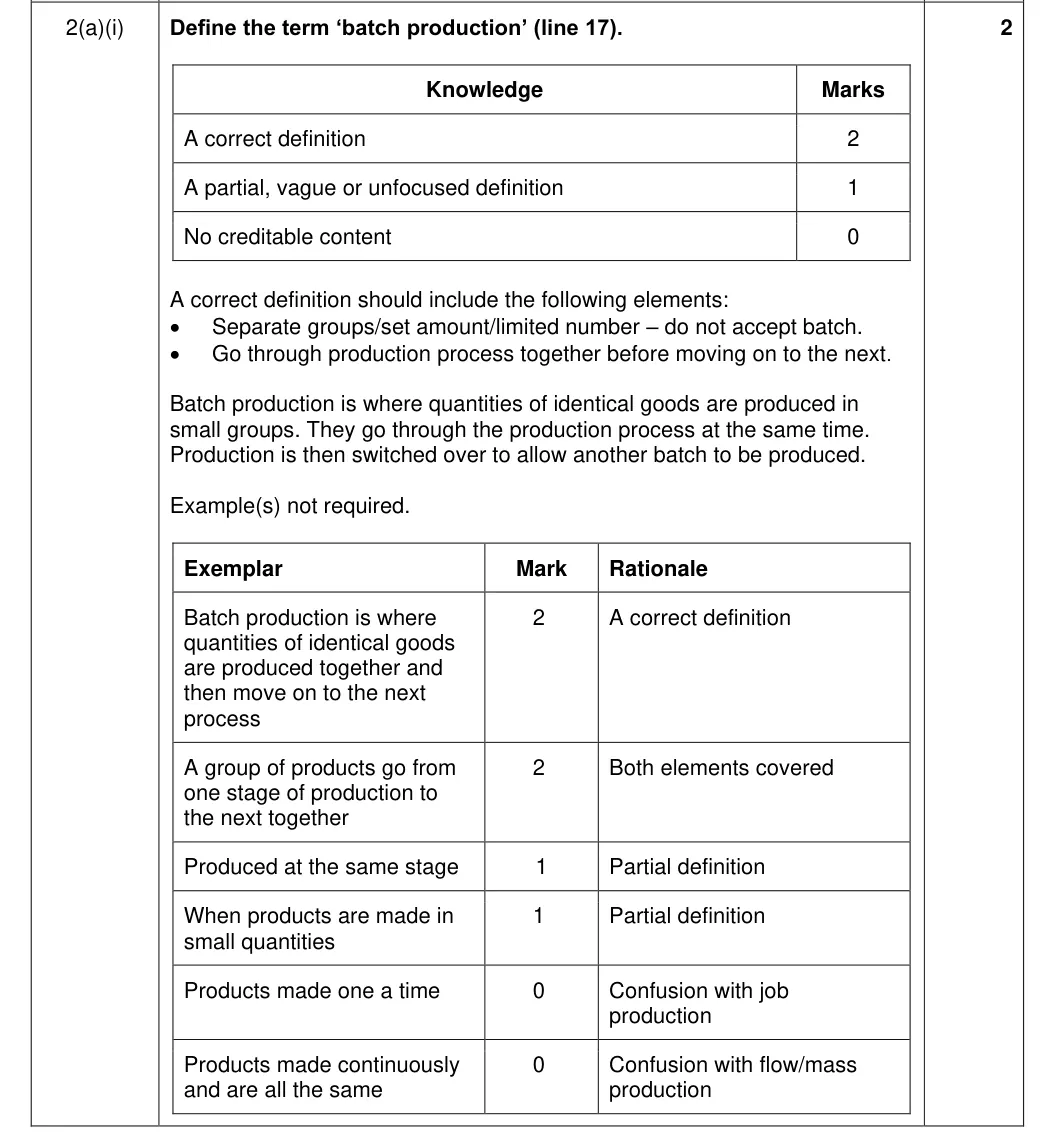 2(a)(i) Define the term ‘batch production’ (line 17). 2
Knowledge Marks
A correct definition 2
A partial, vague or unfocused definition 1
No creditable content 0
A correct definition should include the following elements:
• Separate groups/set amount/limited number – do not accept batch.
• Go through production process together before moving on to the next.
Batch production is where quantities of identical goods are produced in
small groups. They go through the production process at the same time.
Production is then switched over to allow another batch to be produced.
Example(s) not required.
Exemplar Mark Rationale
Batch production is where 2 A correct definition
quantities of identical goods
are produced together and
then move on to the next
process
A group of products go from 2 Both elements covered
one stage of production to
the next together
Produced at the same stage 1 Partial definition
When products are made in 1 Partial definition
small quantities
Products made one a time 0 Confusion with job
production
Products made continuously 0 Confusion with flow/mass
and are all the same production